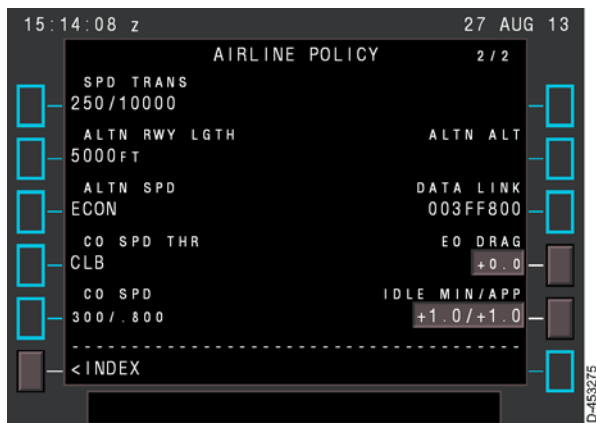 15:14:08 z 27 AUG 13
AIRLINE POLICY 2/2
SPD TRANS
250/10000
ALTN RWY LGTH ALTN ALT
5000FT
ALTN SPD DATA LINK
ECON 003FF800
CO SPD THR EO DRAG
CLB +0.0
CO SPD IDLE MIN/APP
300/.800 +1.0/+1.0
<INDEX
D-453275